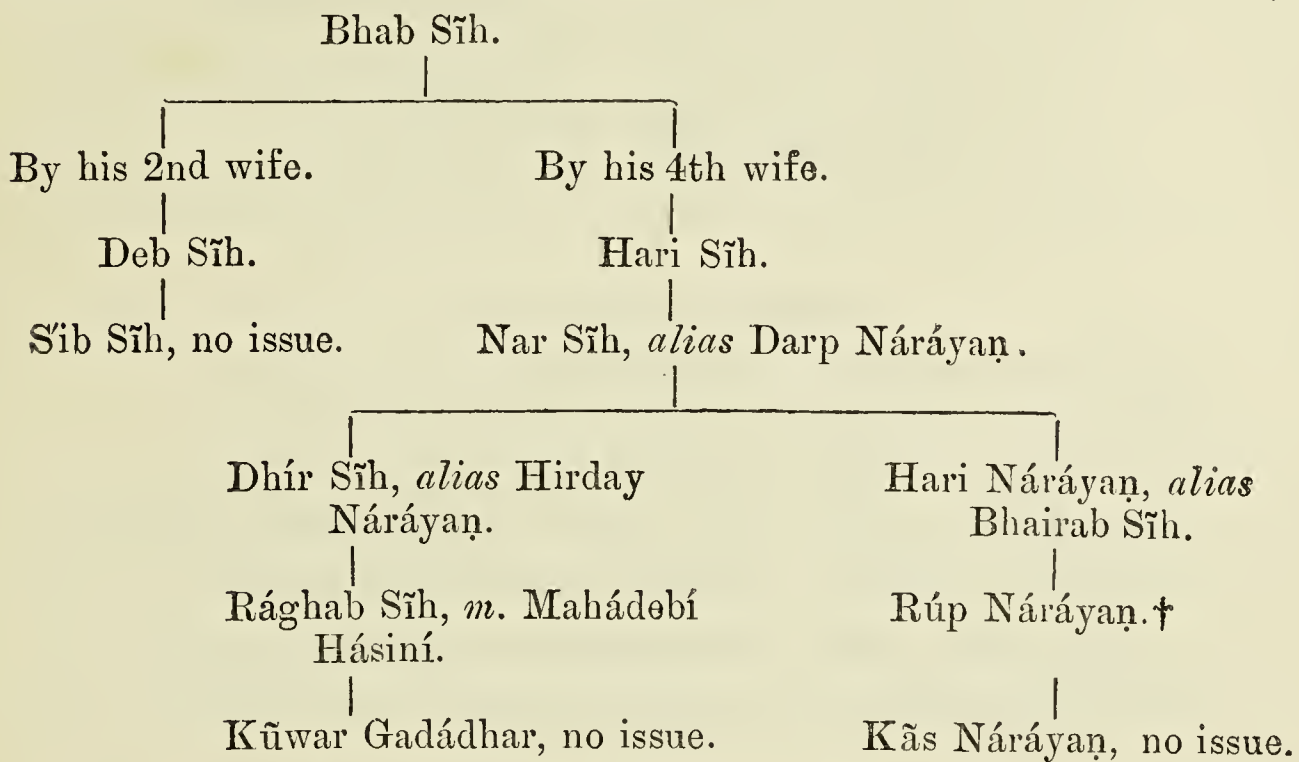 Bhab Sĩh.
By his 2nd wife. By his 4th wife.
Deb Sĩh. Hari Sĩh.
S'ib Sĩh, no issue. Nar Sĩh, alias Darp Náráyaṇ.
Dhír Sĩh, alias Hirday
Náráyaṇ.
Hari Náráyaṇ, alias
Bhairab Sĩh.
Rághab Sĩh, m. Mahádebí
Hásiní.
Rúp Náráyaṇ.†
Kũwar Gadádhar, no issue. Kãs Náráyaṇ, no issue.